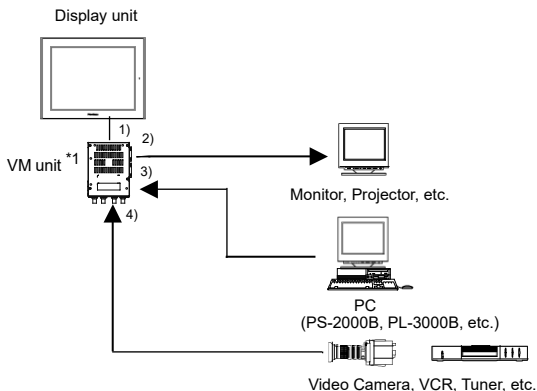 Display unit
1)
2)
VM unit *1
3)
Monitor, Projector, etc.
4)
PC
(PS-2000B, PL-3000B, etc.)
Video Camera, VCR, Tuner, etc.